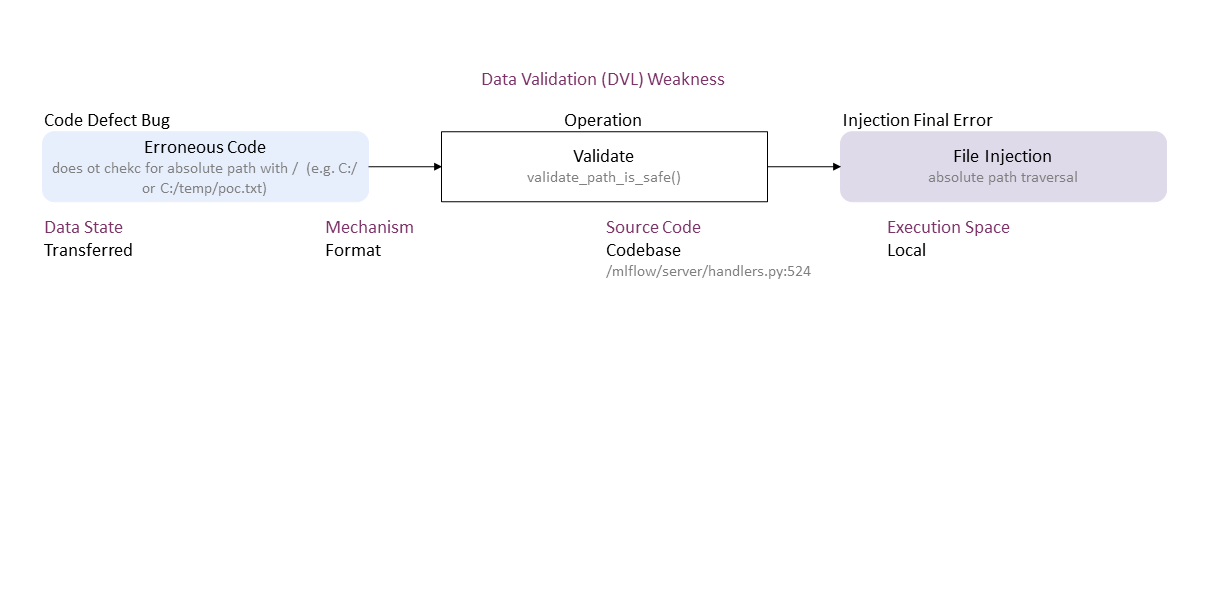 Data Validation (DVL) Weakness
Code Defect Bug
Operation
Injection Final Error
Erroneous Code
does ot chekc for absolute path with /  (e.g. C:/
or C:/temp/poc.txt)
Validate
validate_path_is_safe()
File Injection
absolute path traversal
Data State
Transferred
Mechanism
Format
Source Code
Codebase
/mlflow/server/handlers.py:524
Execution Space
Local